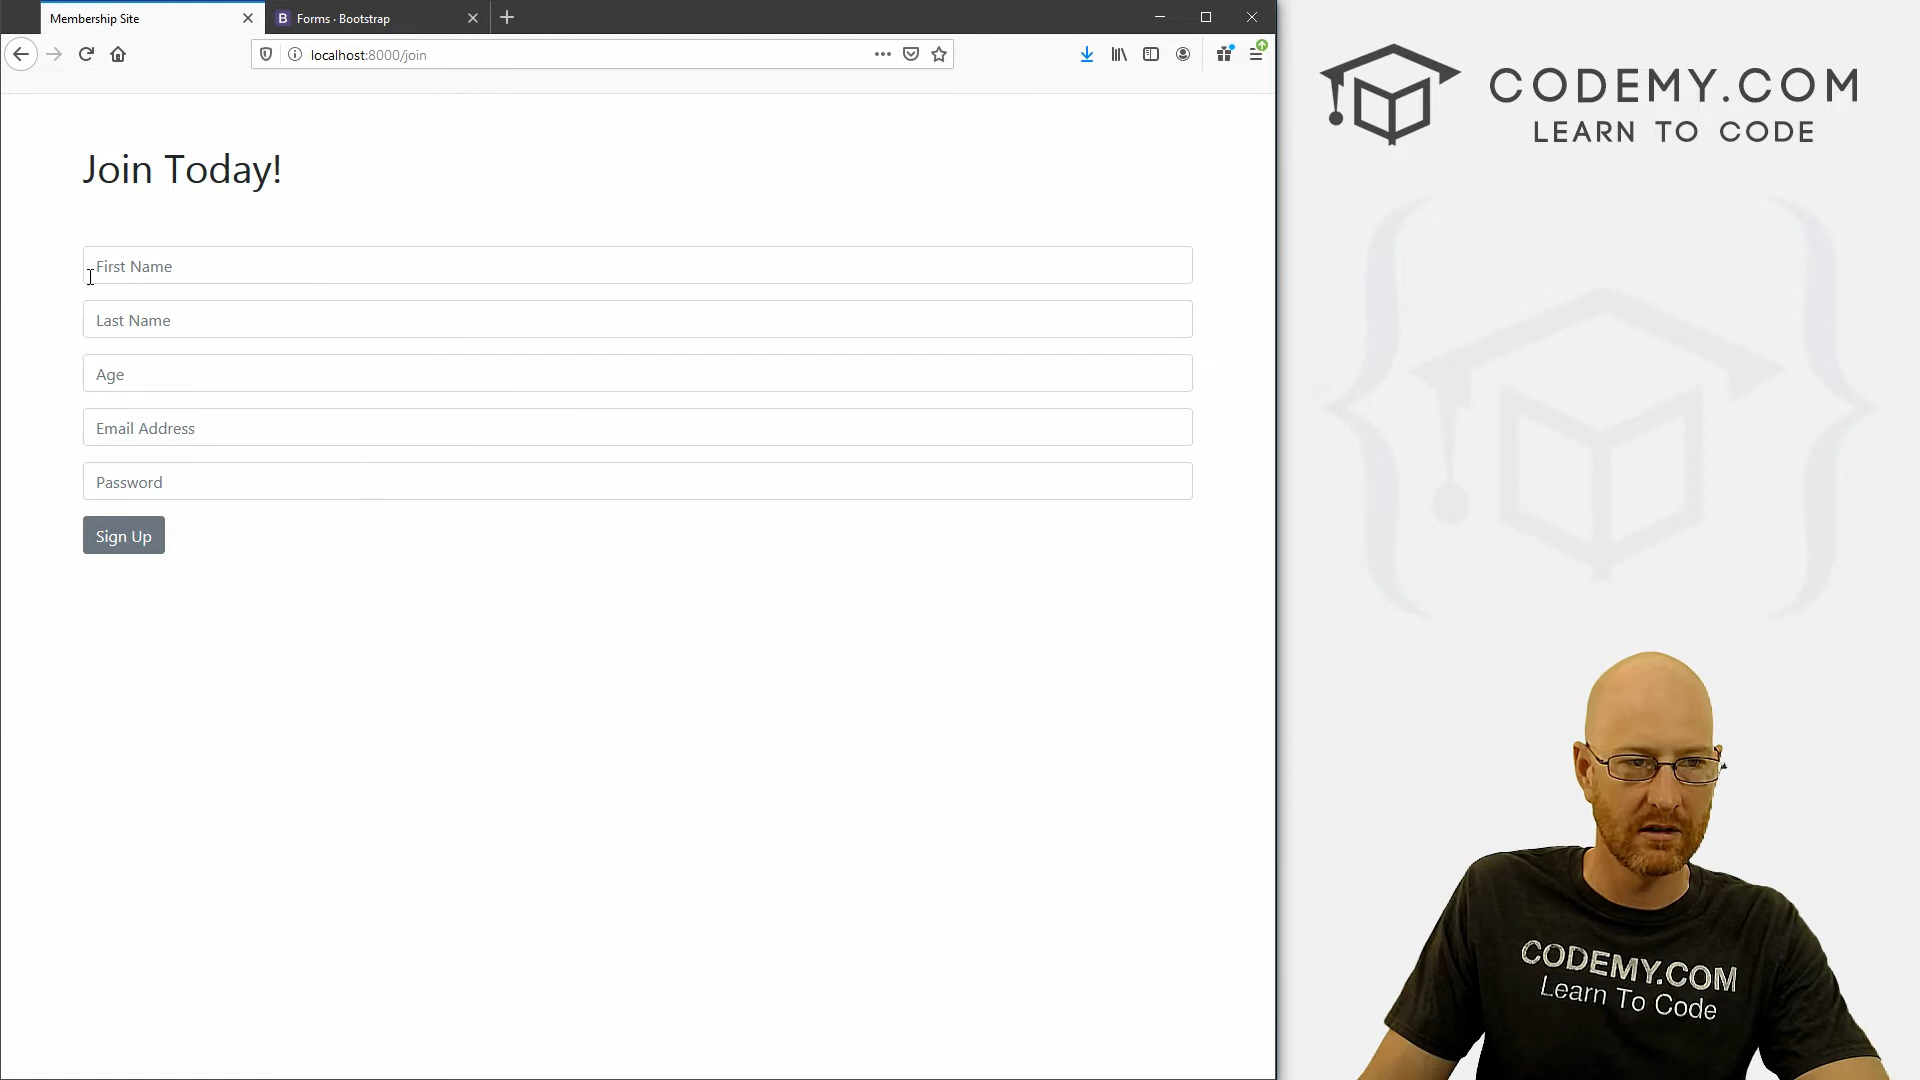 Membership Site
B Forms · Bootstrap
localhost:8000/join
Join Today!
First Name
Last Name
Age
Email Address
Password
Sign Up
CODEMY.COM
LEARN TO CODE
CODEMY.COM
Learn To Code